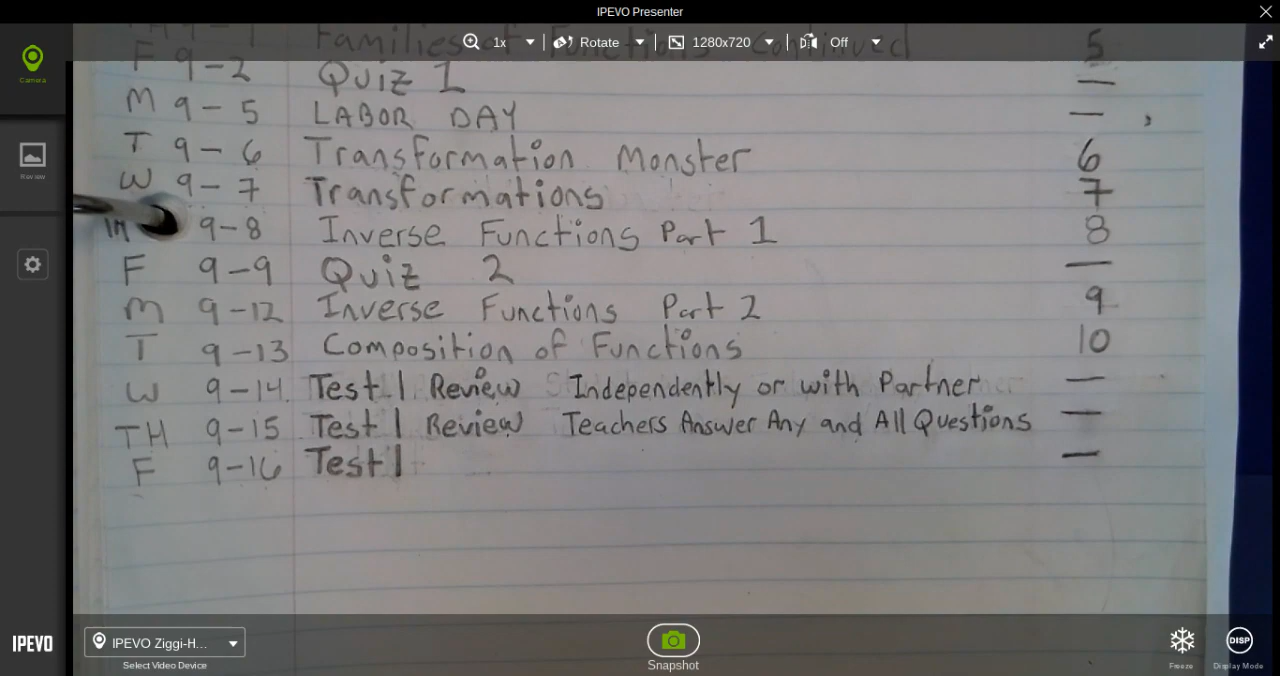 IPEVO Presenter
1x Rotate 1280x720 Off
Camera
Families of Functions Continued 5
F 9-2 Quiz 1 —
M 9-5 LABOR DAY —
T 9-6 Transformation Monster 6
Review
W 9-7 Transformations 7
TH 9-8 Inverse Functions Part 1 8
F 9-9 Quiz 2 —
M 9-12 Inverse Functions Part 2 9
T 9-13 Composition of Functions 10
W 9-14 Test 1 Review Independently or with Partner —
TH 9-15 Test 1 Review Teachers Answer Any and All Questions —
F 9-16 Test 1 —
IPEVO
IPEVO Ziggi-H...
Select Video Device
Snapshot
DISP
Freeze
Display Mode